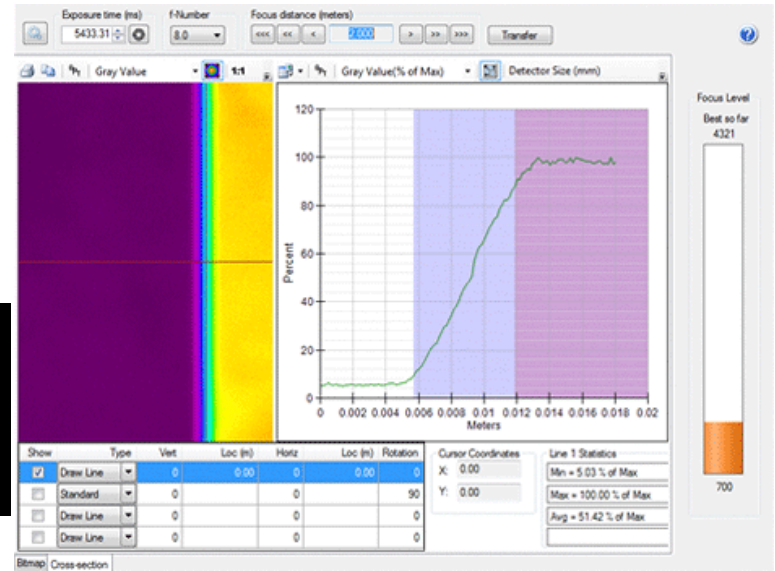 Exposure time (ms) f-Number Focus distance (meters)
5433.31 8.0 <<< << < 2.000 > >> >>> Transfer
Gray Value 1:1 Gray Value(% of Max) Detector Size (mm)
Focus Level
Best so far
4321
120
100
80
60
40
20
0
Percent
0 0.002 0.004 0.006 0.008 0.01 0.012 0.014 0.016 0.018 0.02
Meters
700
Show Type Vert Loc (m) Horiz Loc (m) Rotation Cursor Coordinates Line 1 Statistics
Draw Line 0 0.00 0 0.00 0 X: 0.00 Min = 5.03 % of Max
Standard 0 0 90 Y: 0.00 Max = 100.00 % of Max
Draw Line 0 0 0 Avg = 51.42 % of Max
Draw Line 0 0 0
Bitmap Cross-section